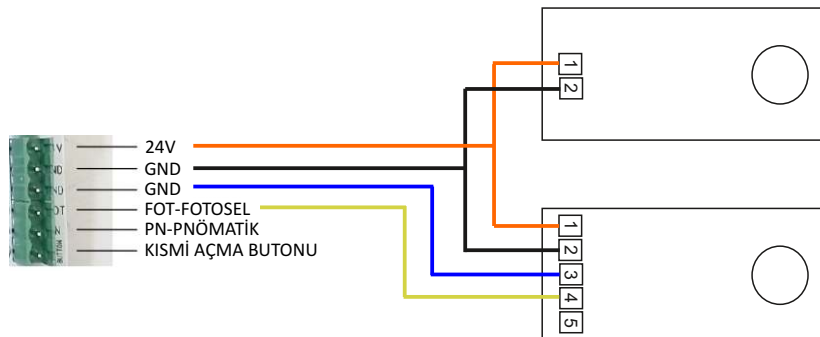 1
2
24V
GND
GND
FOT-FOTOSEL
PN-PNÖMATİK
KISMİ AÇMA BUTONU
1
2
3
4
5